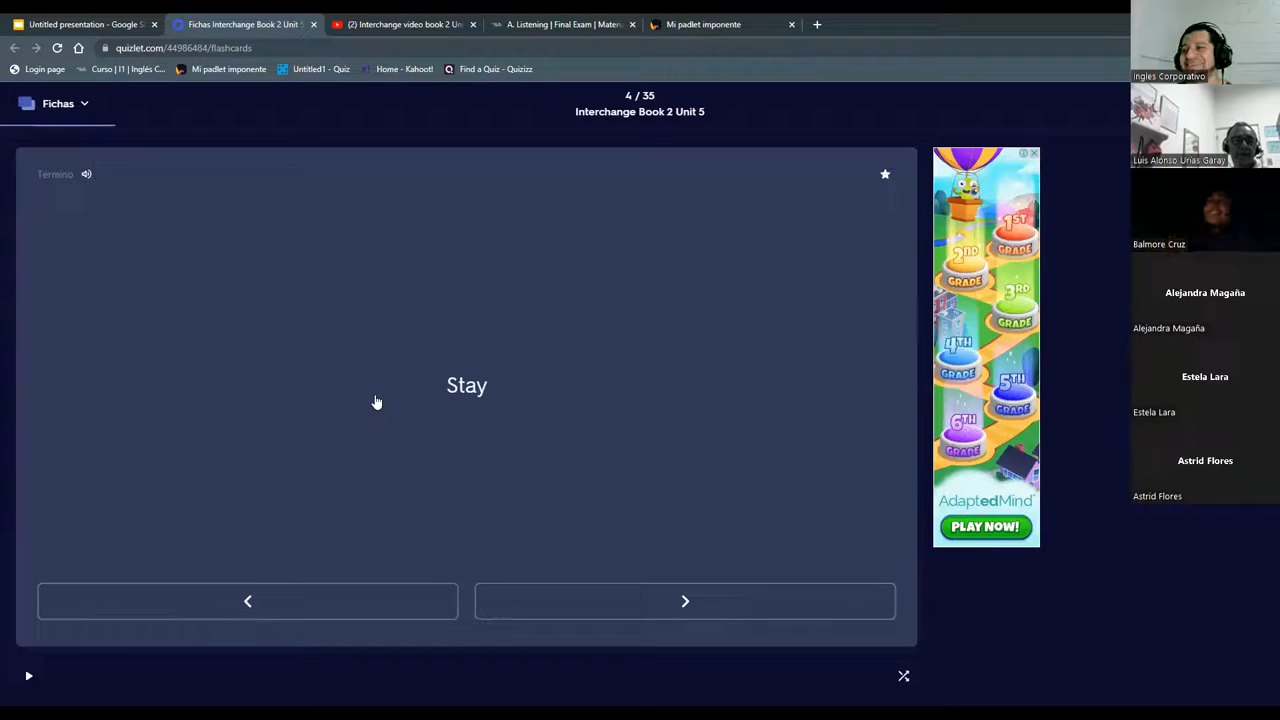 Untitled presentation - Google S
Fichas Interchange Book 2 Unit 5
(2) Interchange video book 2 Un
A. Listening | Final Exam | Mater
Mi padlet imponente
quizlet.com/44986484/flashcards
Login page
Curso | I1 | Inglés C...
Mi padlet imponente
Untitled1 - Quiz
Home - Kahoot!
Find a Quiz - Quizizz
Fichas
4 / 35
Interchange Book 2 Unit 5
Termino
Stay
1ST
GRADE
2ND
GRADE
3RD
GRADE
4TH
GRADE
5TH
GRADE
6TH
GRADE
AdaptedMind
PLAY NOW!
Ingles Corporativo
Luis Alonso Urias Garay
Balmore Cruz
Alejandra Magaña
Alejandra Magaña
Estela Lara
Estela Lara
Astrid Flores
Astrid Flores